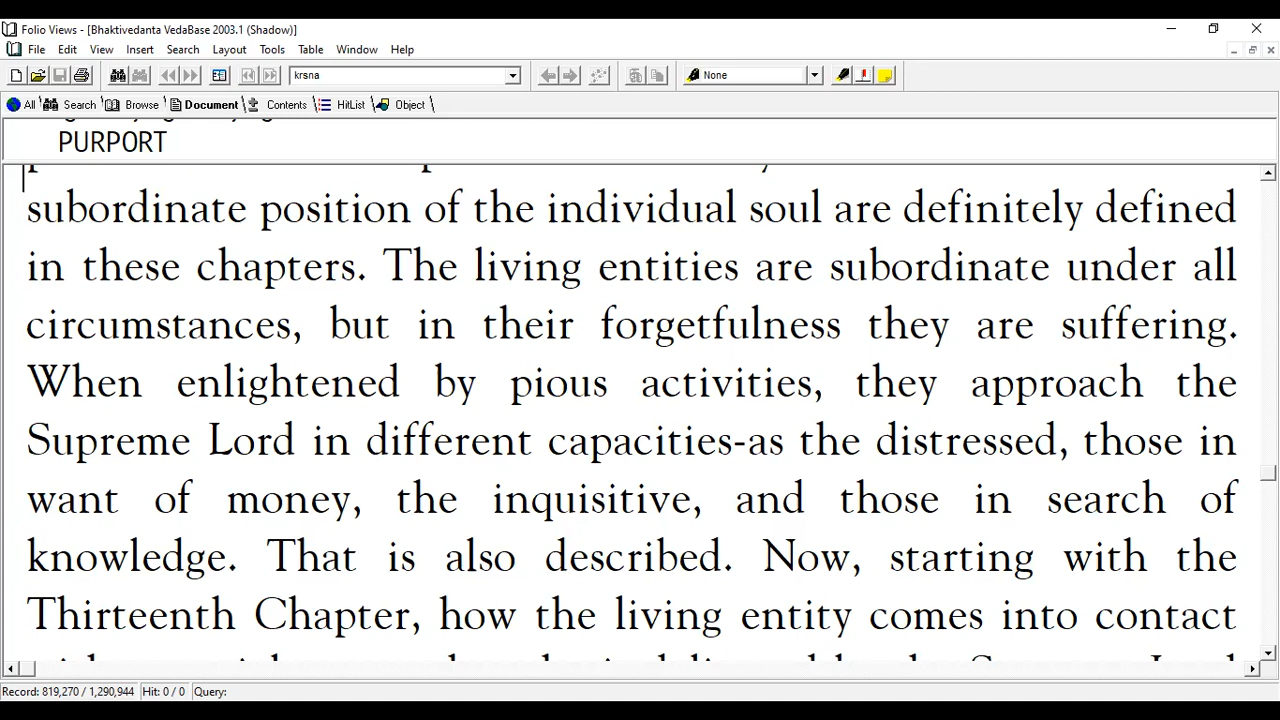 Folio Views - [Bhaktivedanta VedaBase 2003.1 (Shadow)]
File Edit View Insert Search Layout Tools Table Window Help
krsna None
All Search Browse Document Contents HitList Object
PURPORT
subordinate position of the individual soul are definitely defined
in these chapters. The living entities are subordinate under all
circumstances, but in their forgetfulness they are suffering.
When enlightened by pious activities, they approach the
Supreme Lord in different capacities-as the distressed, those in
want of money, the inquisitive, and those in search of
knowledge. That is also described. Now, starting with the
Thirteenth Chapter, how the living entity comes into contact
Record: 819,270 / 1,290,944 Hit: 0 / 0 Query: